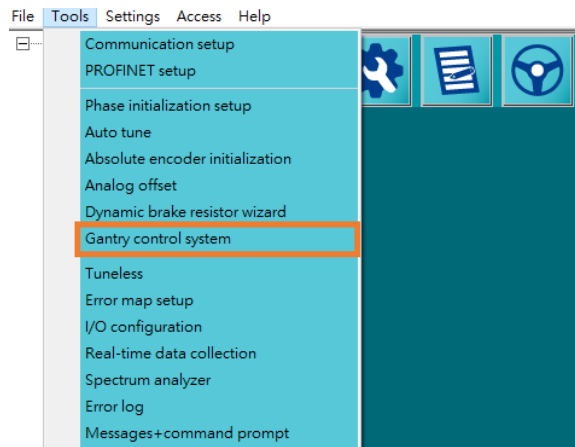 File Tools Settings Access Help
Communication setup
PROFINET setup
Phase initialization setup
Auto tune
Absolute encoder initialization
Analog offset
Dynamic brake resistor wizard
Gantry control system
Tuneless
Error map setup
I/O configuration
Real-time data collection
Spectrum analyzer
Error log
Messages+command prompt